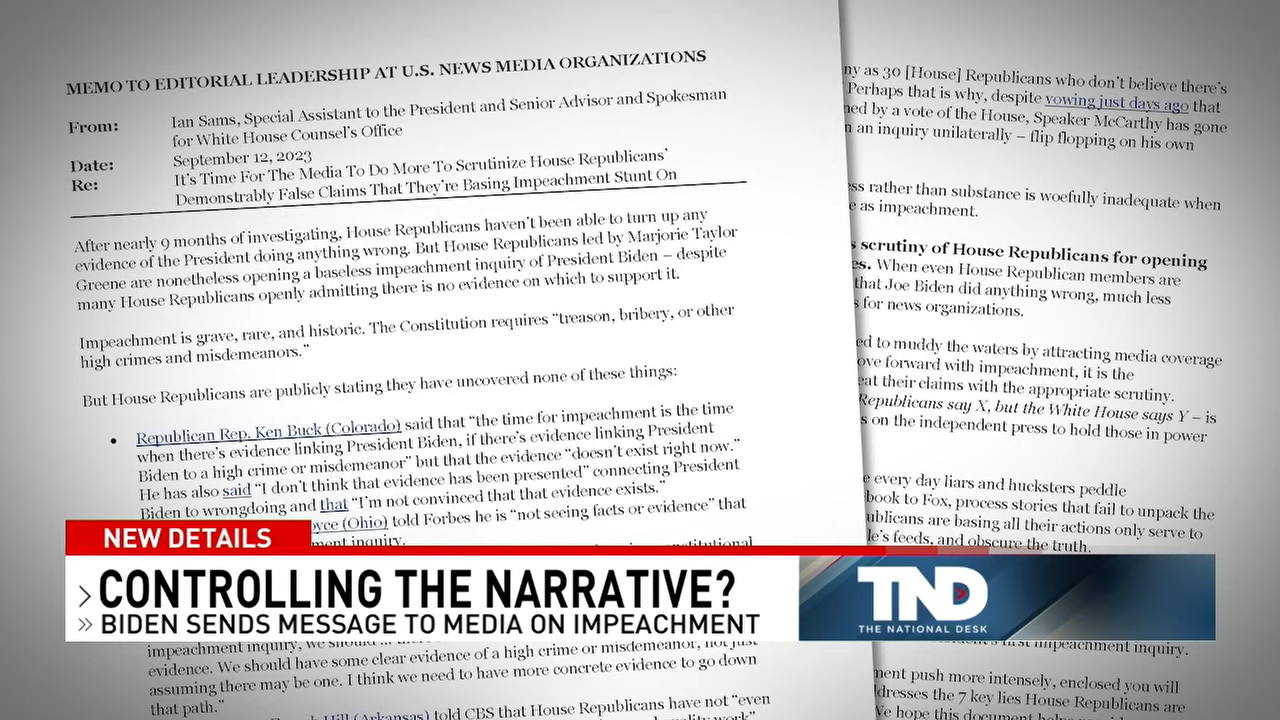 MEMO TO EDITORIAL LEADERSHIP AT U.S. NEWS MEDIA ORGANIZATIONS
From: Ian Sams, Special Assistant to the President and Senior Advisor and Spokesman
for White House Counsel's Office
Date: September 12, 2023
Re: It's Time For The Media To Do More To Scrutinize House Republicans'
Demonstrably False Claims That They're Basing Impeachment Stunt On
After nearly 9 months of investigating, House Republicans haven't been able to turn up any
evidence of the President doing anything wrong. But House Republicans led by Marjorie Taylor
Greene are nonetheless opening a baseless impeachment inquiry of President Biden – despite
many House Republicans openly admitting there is no evidence on which to support it.
Impeachment is grave, rare, and historic. The Constitution requires "treason, bribery, or other
high crimes and misdemeanors."
But House Republicans are publicly stating they have uncovered none of these things:
• Republican Rep. Ken Buck (Colorado) said that "the time for impeachment is the time
when there's evidence linking President Biden, if there's evidence linking President
Biden to a high crime or misdemeanor" but that the evidence "doesn't exist right now."
He has also said "I don't think that evidence has been presented" connecting President
Biden to wrongdoing and that "I'm not convinced that that evidence exists."
oyce (Ohio) told Forbes he is "not seeing facts or evidence" that
ment inquiry.
impeachment inquiry, we should
not just
evidence. We should have some clear evidence of a high crime or misdemeanor,
assuming there may be one. I think we need to have more concrete evidence to go down
that path."
Hill (Arkansas) told CBS that House Republicans have not "even
ny as 30 [House] Republicans who don't believe there's
Perhaps that is why, despite vowing just days ago that
ned by a vote of the House, Speaker McCarthy has gone
n an inquiry unilaterally – flip flopping on his own
ess rather than substance is woefully inadequate when
e as impeachment.
s scrutiny of House Republicans for opening
es. When even House Republican members are
that Joe Biden did anything wrong, much less
s for news organizations.
ed to muddy the waters by attracting media coverage
ove forward with impeachment, it is the
eat their claims with the appropriate scrutiny.
Republicans say X, but the White House says Y – is
s on the independent press to hold those in power
e every day liars and hucksters peddle
book to Fox, process stories that fail to unpack the
ublicans are basing all their actions only serve to
le's feeds, and obscure the truth.
first impeachment inquiry.
ment push more intensely, enclosed you will
ddresses the 7 key lies House Republicans are
We hope this document
NEW DETAILS
CONTROLLING THE NARRATIVE?
BIDEN SENDS MESSAGE TO MEDIA ON IMPEACHMENT
TND
THE NATIONAL DESK